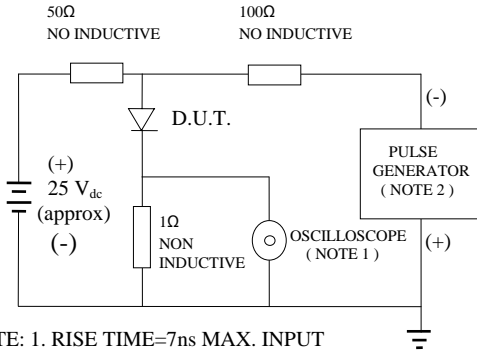 50Ω
NO INDUCTIVE
100Ω
NO INDUCTIVE
(-)
D.U.T.
PULSE
GENERATOR
( NOTE 2 )
(+)
25 Vdc
(approx)
(-)
1Ω
NON
INDUCTIVE
OSCILLOSCOPE
( NOTE 1 )
(+)
TE: 1. RISE TIME=7ns MAX. INPUT